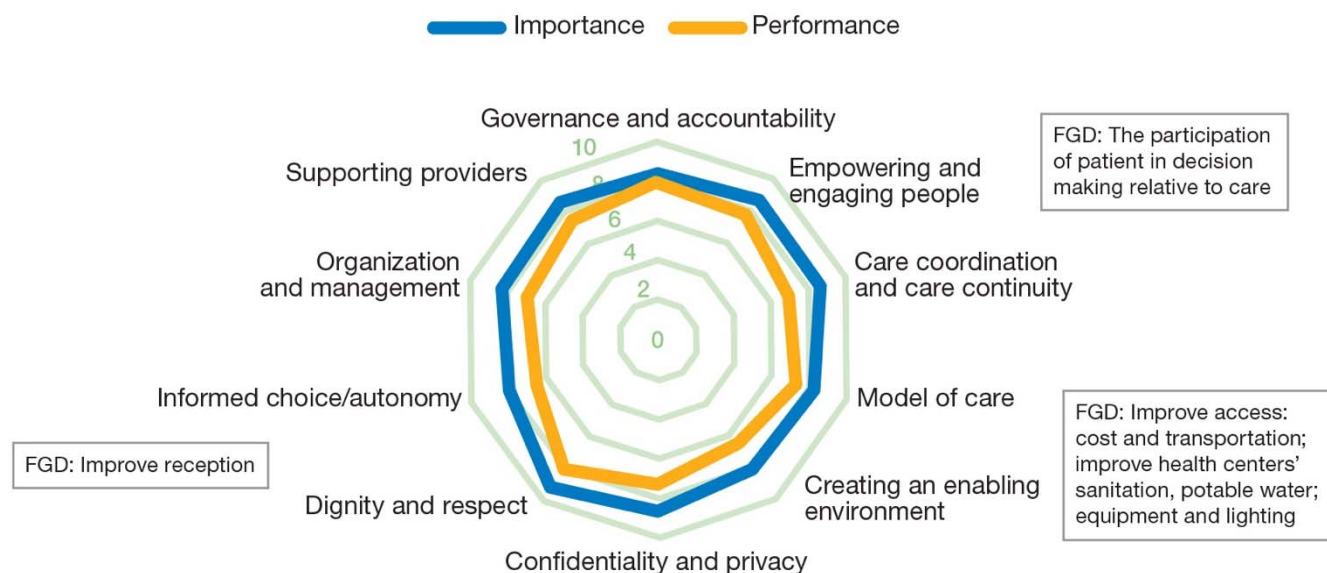 Importance
Performance
Governance and accountability
10
8
6
4
2
0
Supporting providers
Empowering and
engaging people
FGD: The participation
of patient in decision
making relative to care
Organization
and management
Care coordination
and care continuity
Informed choice/autonomy
Model of care
FGD: Improve reception
FGD: Improve access:
cost and transportation;
improve health centers’
sanitation, potable water;
equipment and lighting
Dignity and respect
Creating an enabling
environment
Confidentiality and privacy